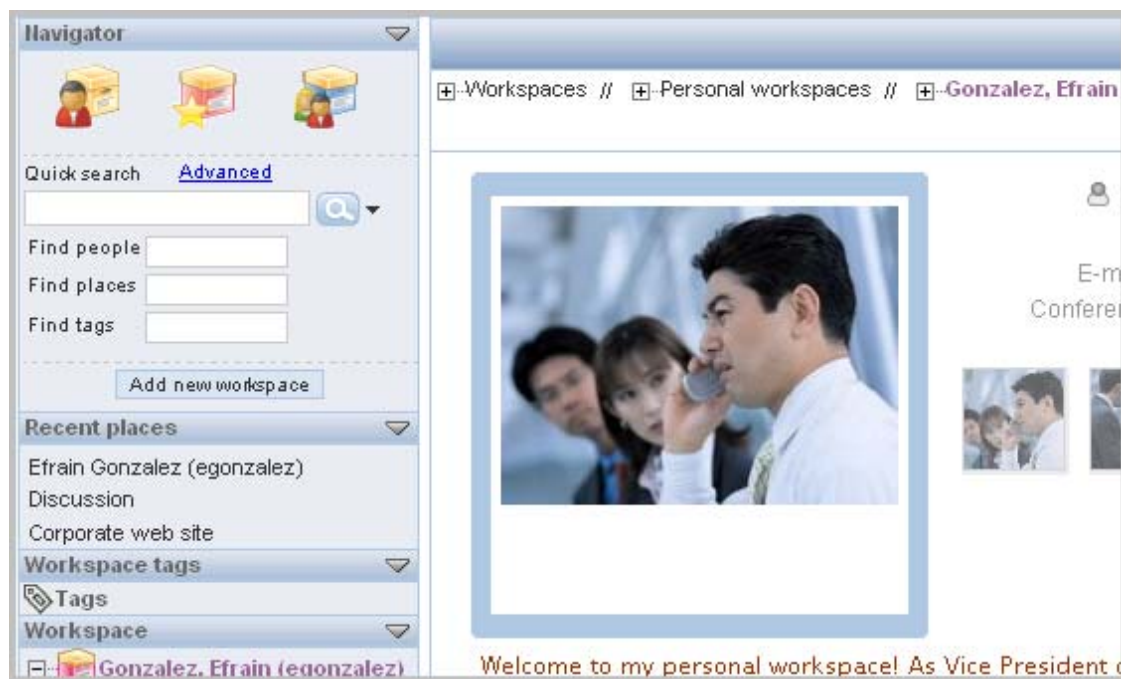 Navigator
Workspaces // Personal workspaces // Gonzalez, Efrain
Quick search Advanced
Find people
Find places
Find tags
Add new workspace
Recent places
Efrain Gonzalez (egonzalez)
Discussion
Corporate web site
Workspace tags
Tags
Workspace
Gonzalez, Efrain (egonzalez)
E-m
Conferen
Welcome to my personal workspace! As Vice President